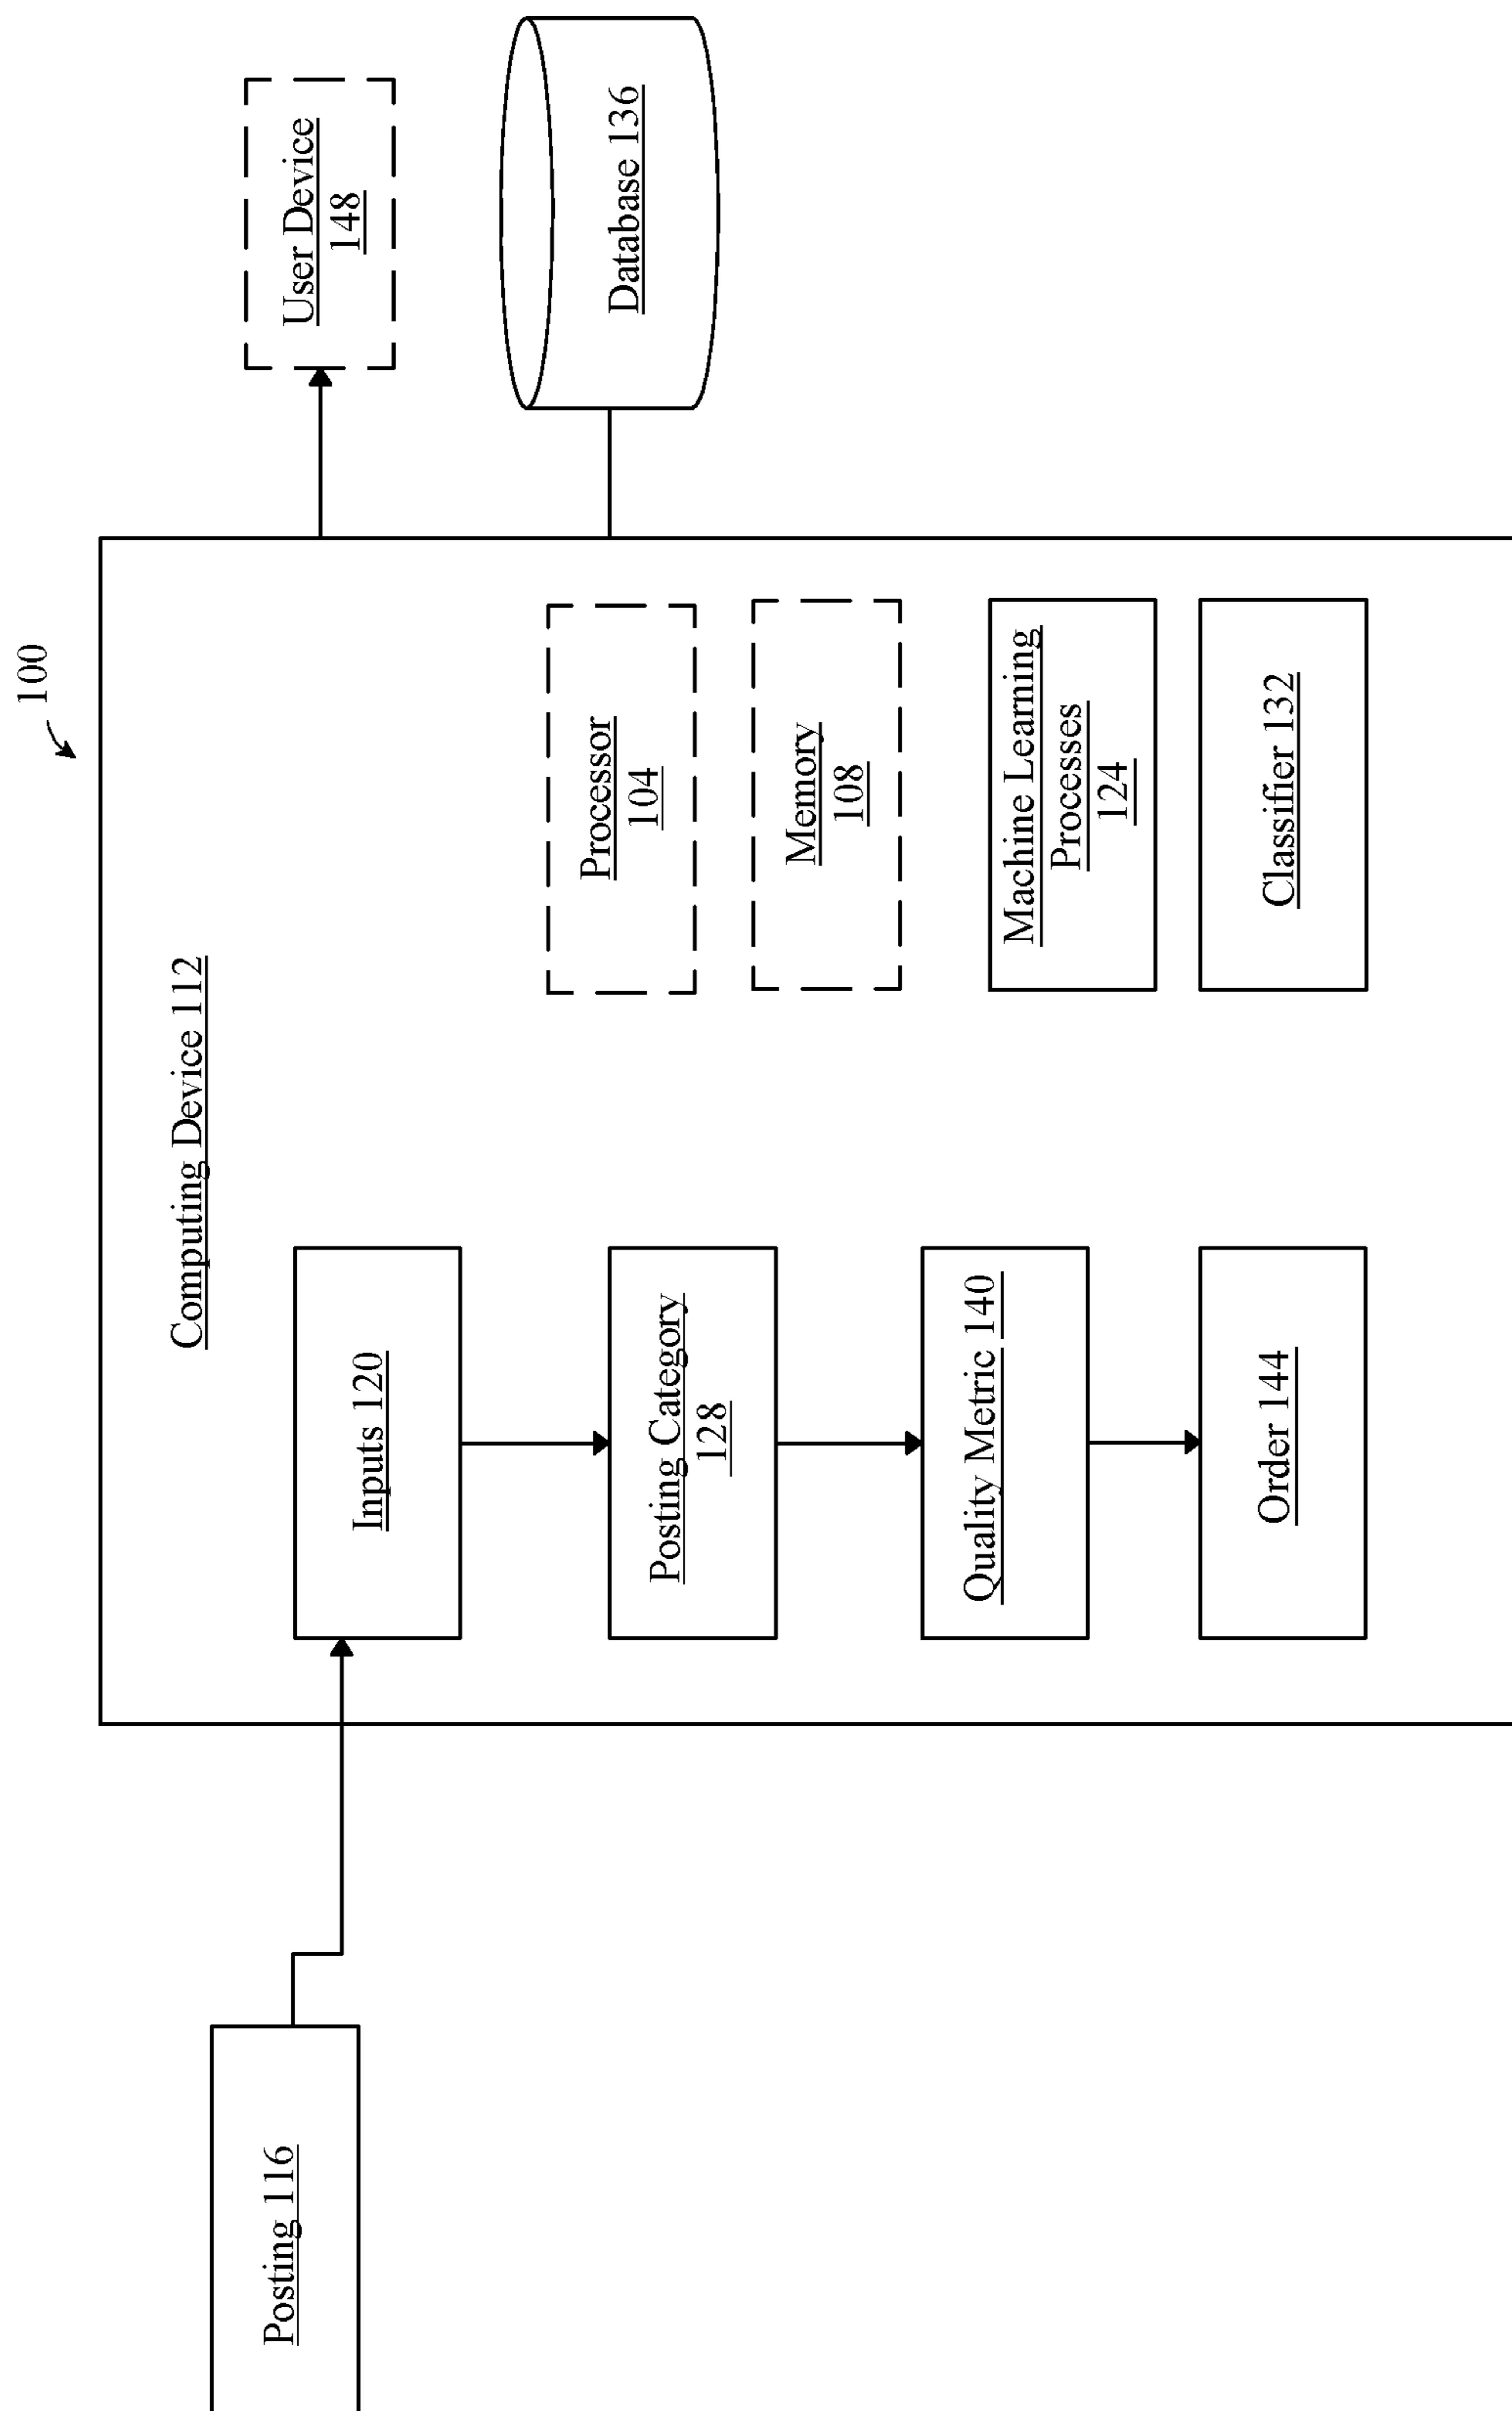 100
Computing Device 112
Posting 116
Inputs 120
Posting Category
128
Quality Metric 140
Order 144
Processor
104
Memory
108
Machine Learning
Processes
124
Classifier 132
User Device
148
Database 136